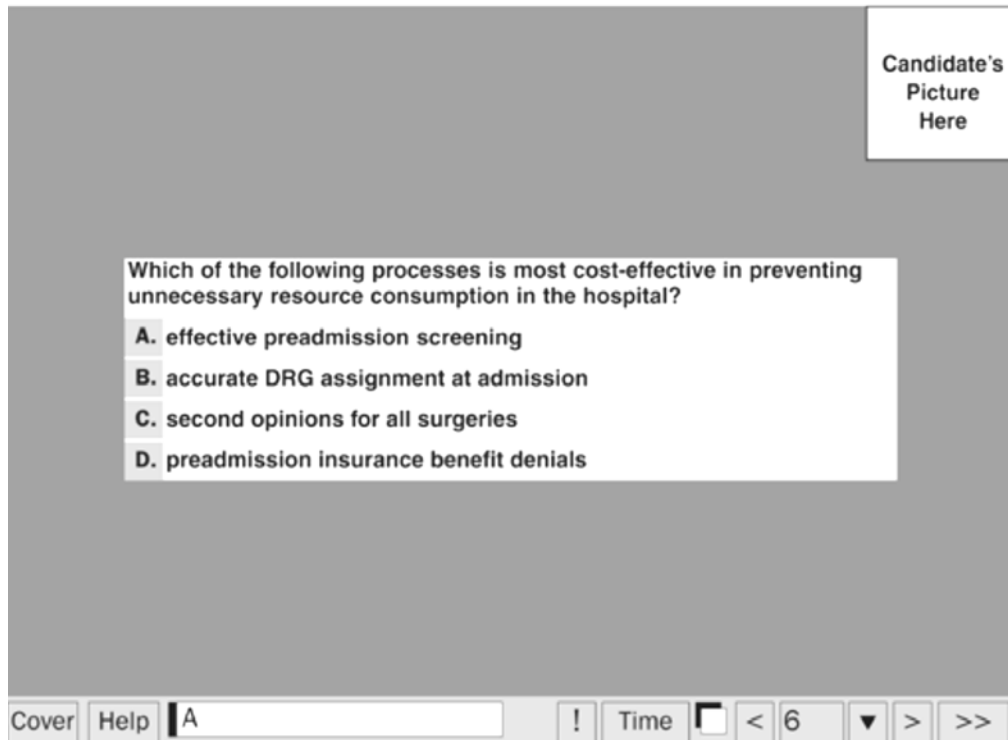 Candidate's
Picture
Here
Which of the following processes is most cost-effective in preventing
unnecessary resource consumption in the hospital?
A. effective preadmission screening
B. accurate DRG assignment at admission
C. second opinions for all surgeries
D. preadmission insurance benefit denials
Cover Help A ! Time < 6 ▼ > >>